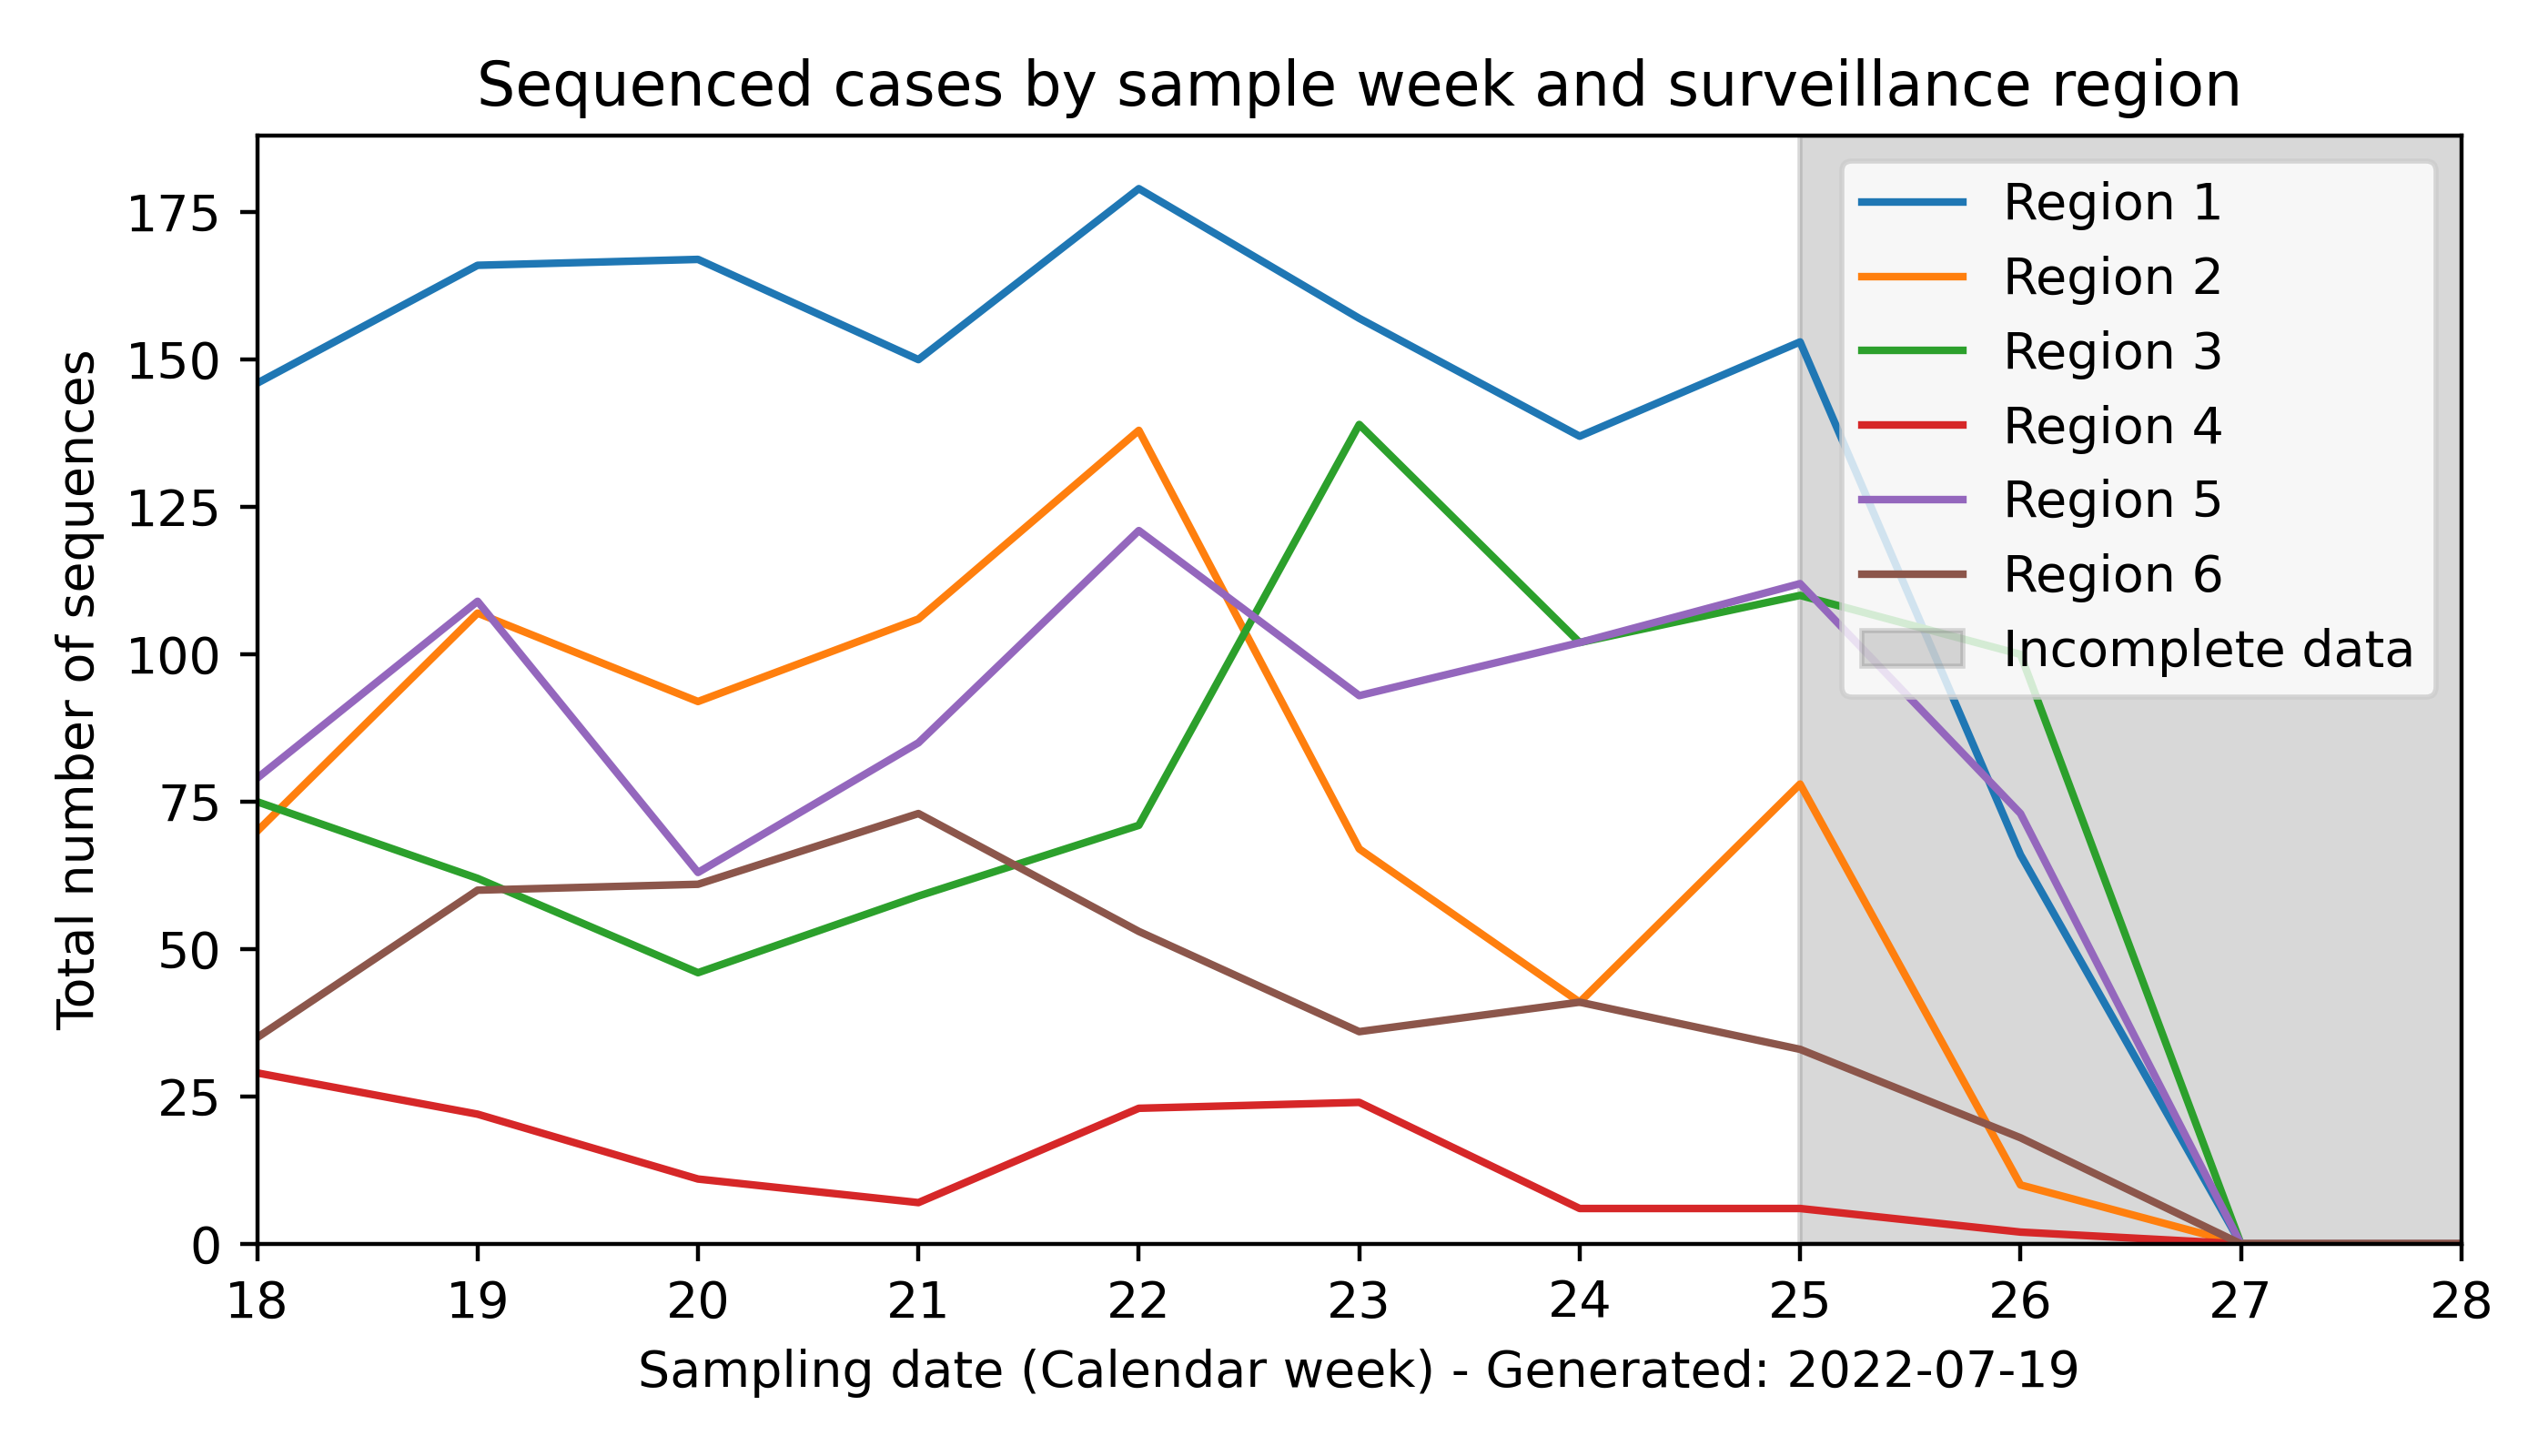 Sequenced cases by sample week and surveillance region
Total number of sequences
175
150
125
100
75
50
25
0
Region 1
Region 2
Region 3
Region 4
Region 5
Region 6
Incomplete data
18 19 20 21 22 23 24 25 26 27 28
Sampling date (Calendar week) - Generated: 2022-07-19